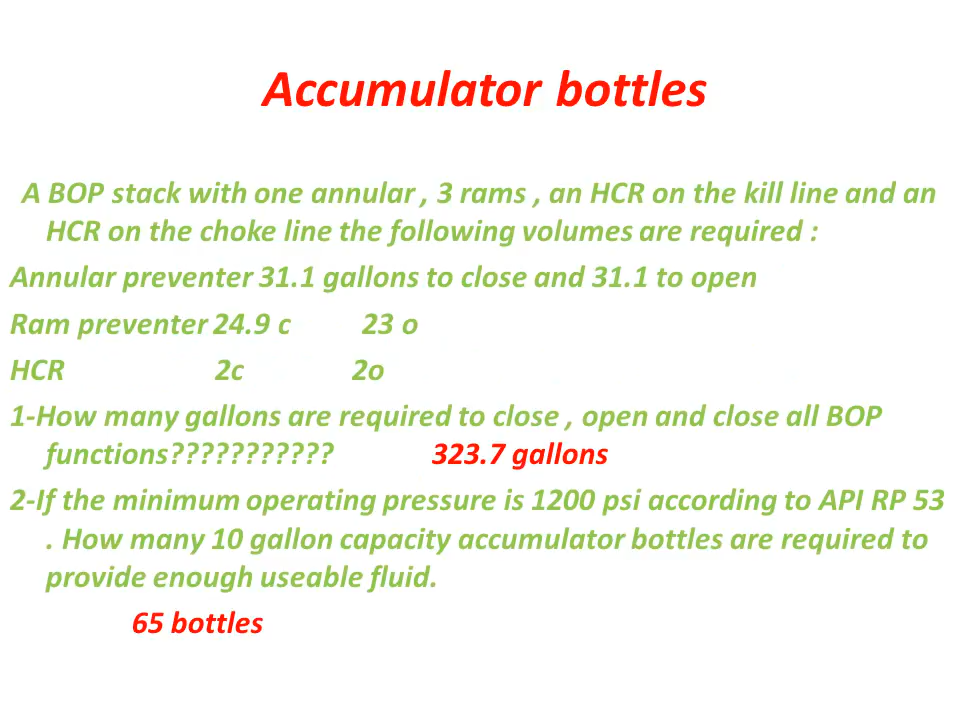 Accumulator bottles
A BOP stack with one annular , 3 rams , an HCR on the kill line and an
HCR on the choke line the following volumes are required :
Annular preventer 31.1 gallons to close and 31.1 to open
Ram preventer 24.9 c 23 o
HCR 2c 2o
1-How many gallons are required to close , open and close all BOP
functions??????????? 323.7 gallons
2-If the minimum operating pressure is 1200 psi according to API RP 53
. How many 10 gallon capacity accumulator bottles are required to
provide enough useable fluid.
65 bottles